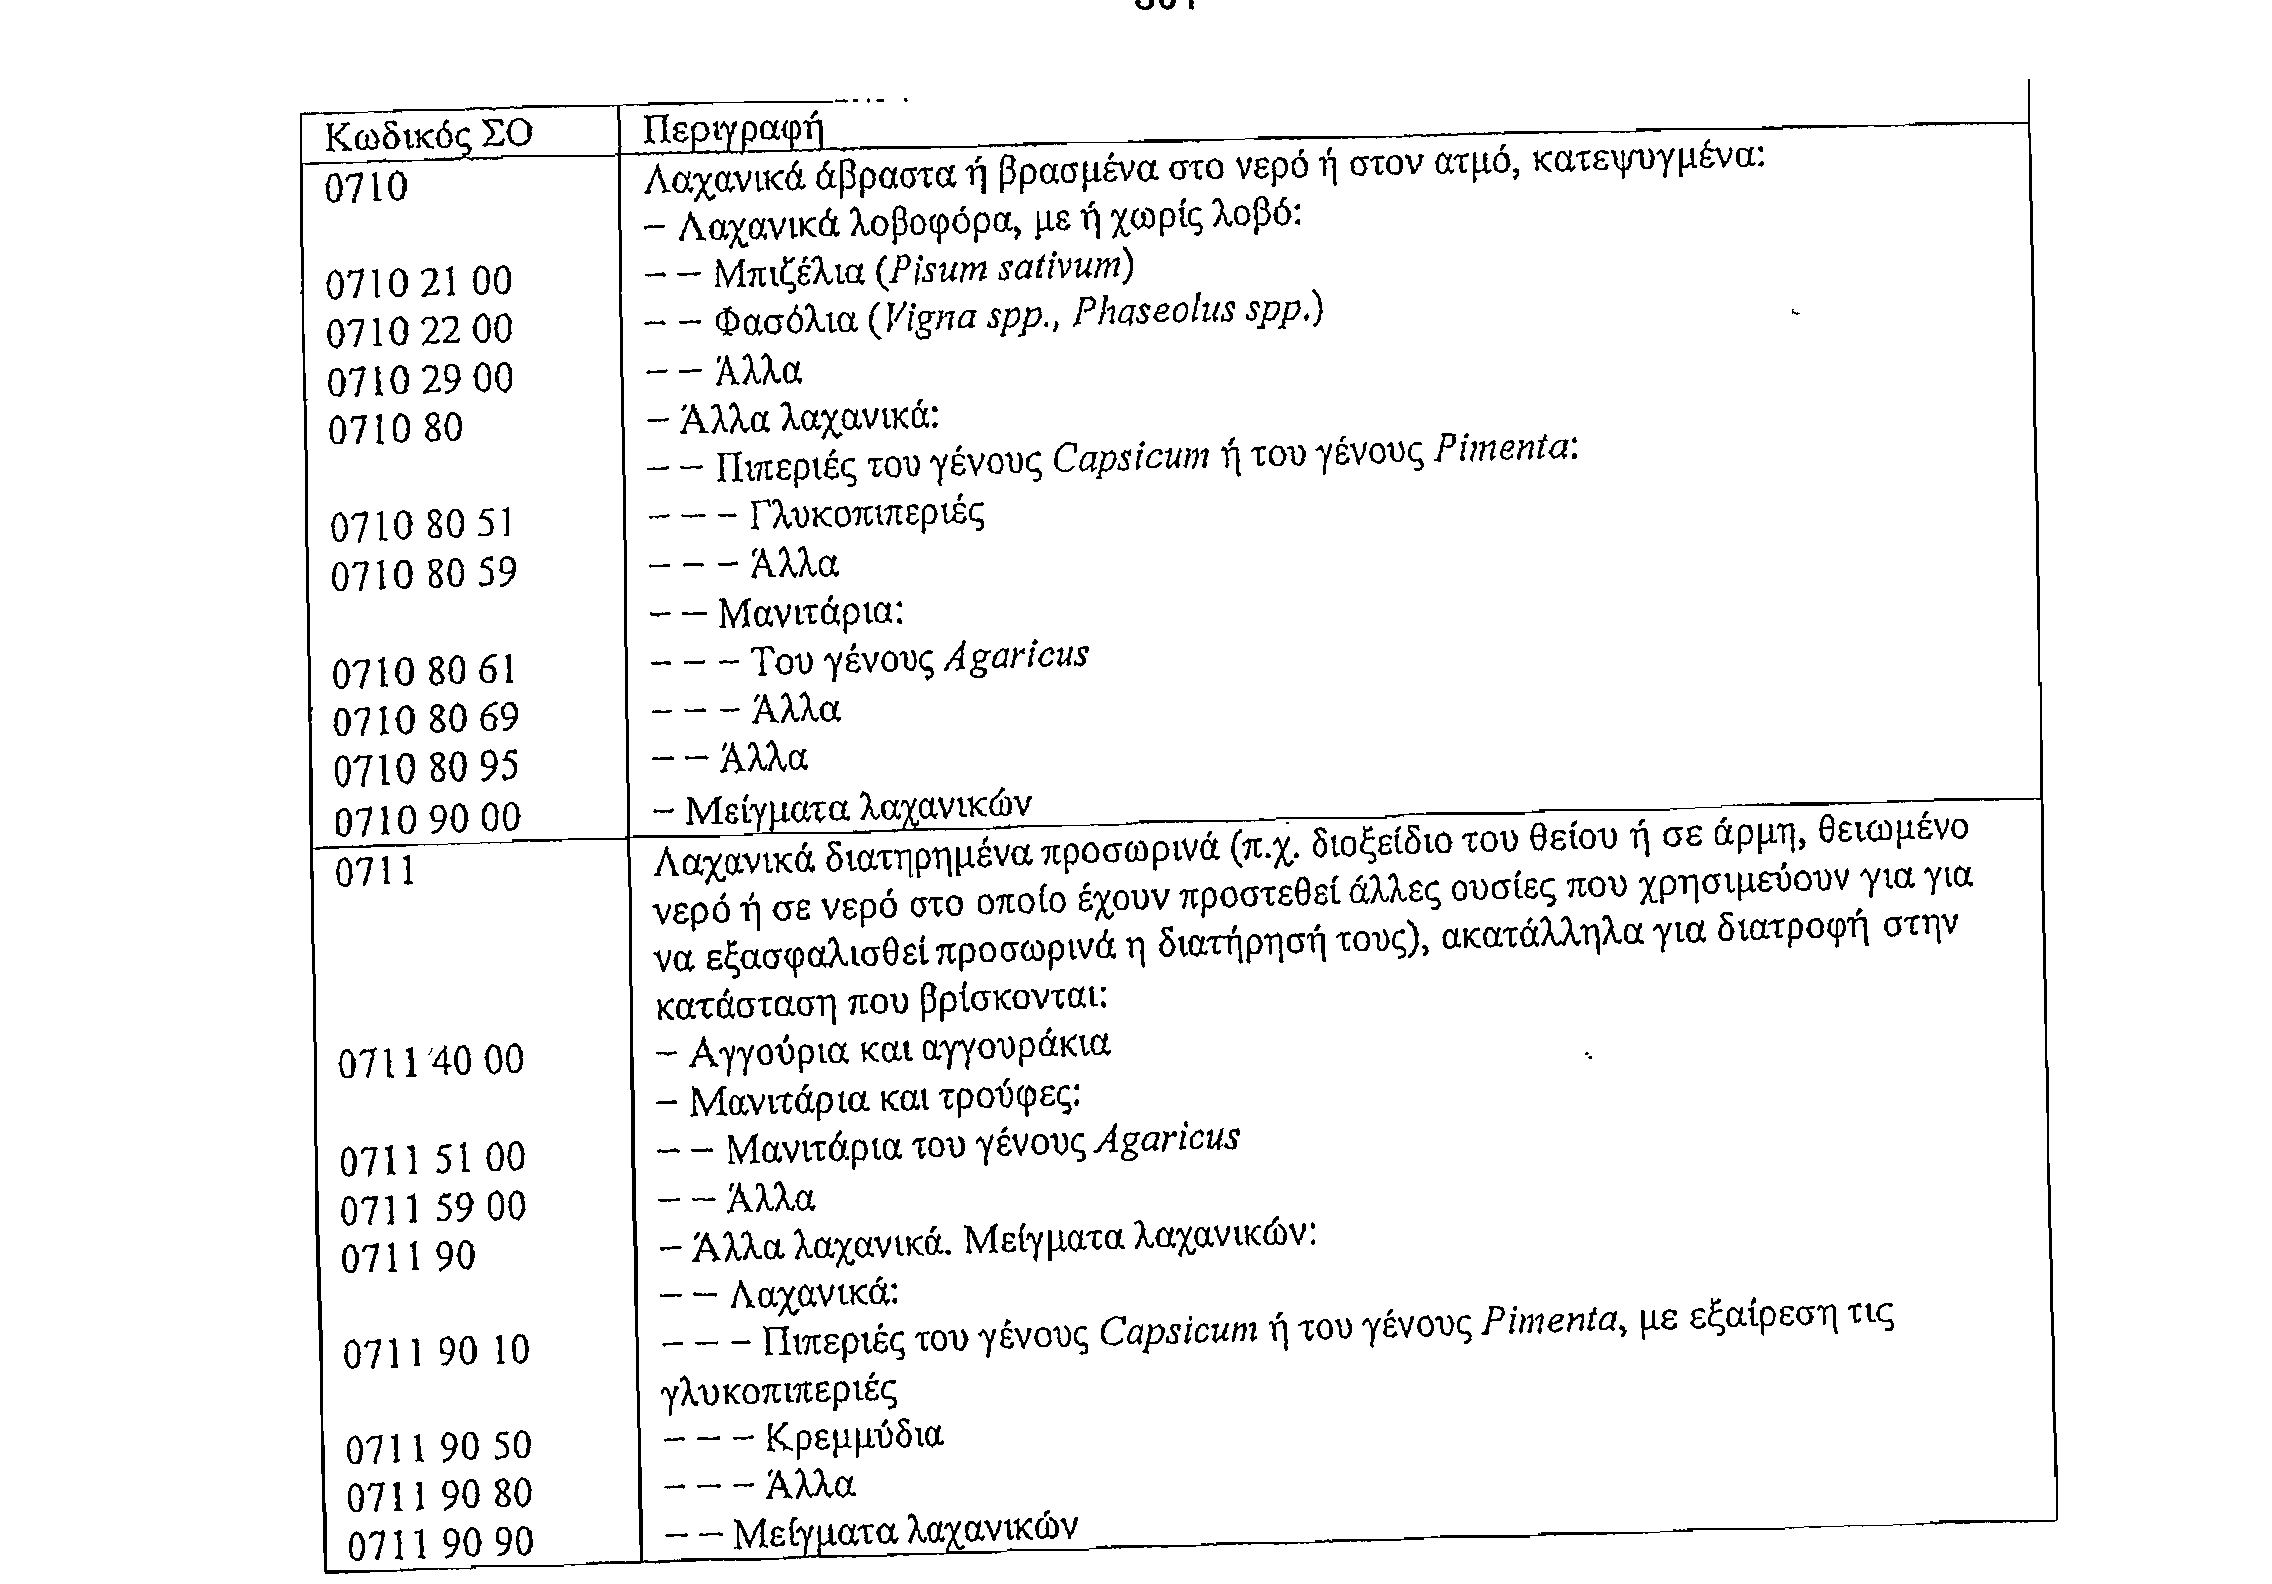 Κωδικός ΣΟ Περιγραφή
0710 Λαχανικά άβραστα ή βρασμένα στο νερό ή στον ατμό, κατεψυγμένα:
– Λαχανικά λοβοφόρα, με ή χωρίς λοβό:
0710 21 00 – – Μπιζέλια (Pisum sativum)
0710 22 00 – – Φασόλια (Vigna spp., Phaseolus spp.)
0710 29 00 – – Άλλα
0710 80 – Άλλα λαχανικά:
– – Πιπεριές του γένους Capsicum ή του γένους Pimenta:
0710 80 51 – – – Γλυκοπιπεριές
0710 80 59 – – – Άλλα
– – Μανιτάρια:
0710 80 61 – – – Του γένους Agaricus
0710 80 69 – – – Άλλα
0710 80 95 – – Άλλα
0710 90 00 – Μείγματα λαχανικών
0711 Λαχανικά διατηρημένα προσωρινά (π.χ. διοξείδιο του θείου ή σε άρμη, θειωμένο
νερό ή σε νερό στο οποίο έχουν προστεθεί άλλες ουσίες που χρησιμεύουν για για
να εξασφαλισθεί προσωρινά η διατήρησή τους), ακατάλληλα για διατροφή στην
κατάσταση που βρίσκονται:
0711 40 00 – Αγγούρια και αγγουράκια
– Μανιτάρια και τρούφες:
0711 51 00 – – Μανιτάρια του γένους Agaricus
0711 59 00 – – Άλλα
0711 90 – Άλλα λαχανικά. Μείγματα λαχανικών:
– – Λαχανικά:
0711 90 10 – – – Πιπεριές του γένους Capsicum ή του γένους Pimenta, με εξαίρεση τις
γλυκοπιπεριές
0711 90 50 – – – Κρεμμύδια
0711 90 80 – – – Άλλα
0711 90 90 – – Μείγματα λαχανικών